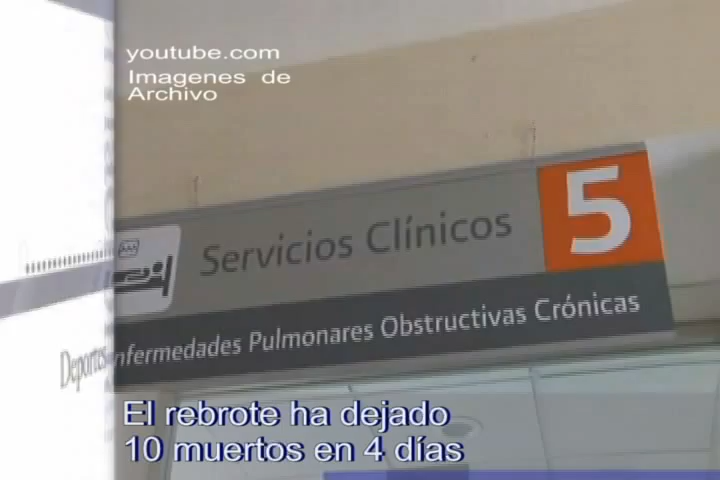 youtube.com
Imagenes de
Archivo
Servicios Clínicos
5
Deportes
nfermedades Pulmonares Obstructivas Crónicas
El rebrote ha dejado
10 muertos en 4 días